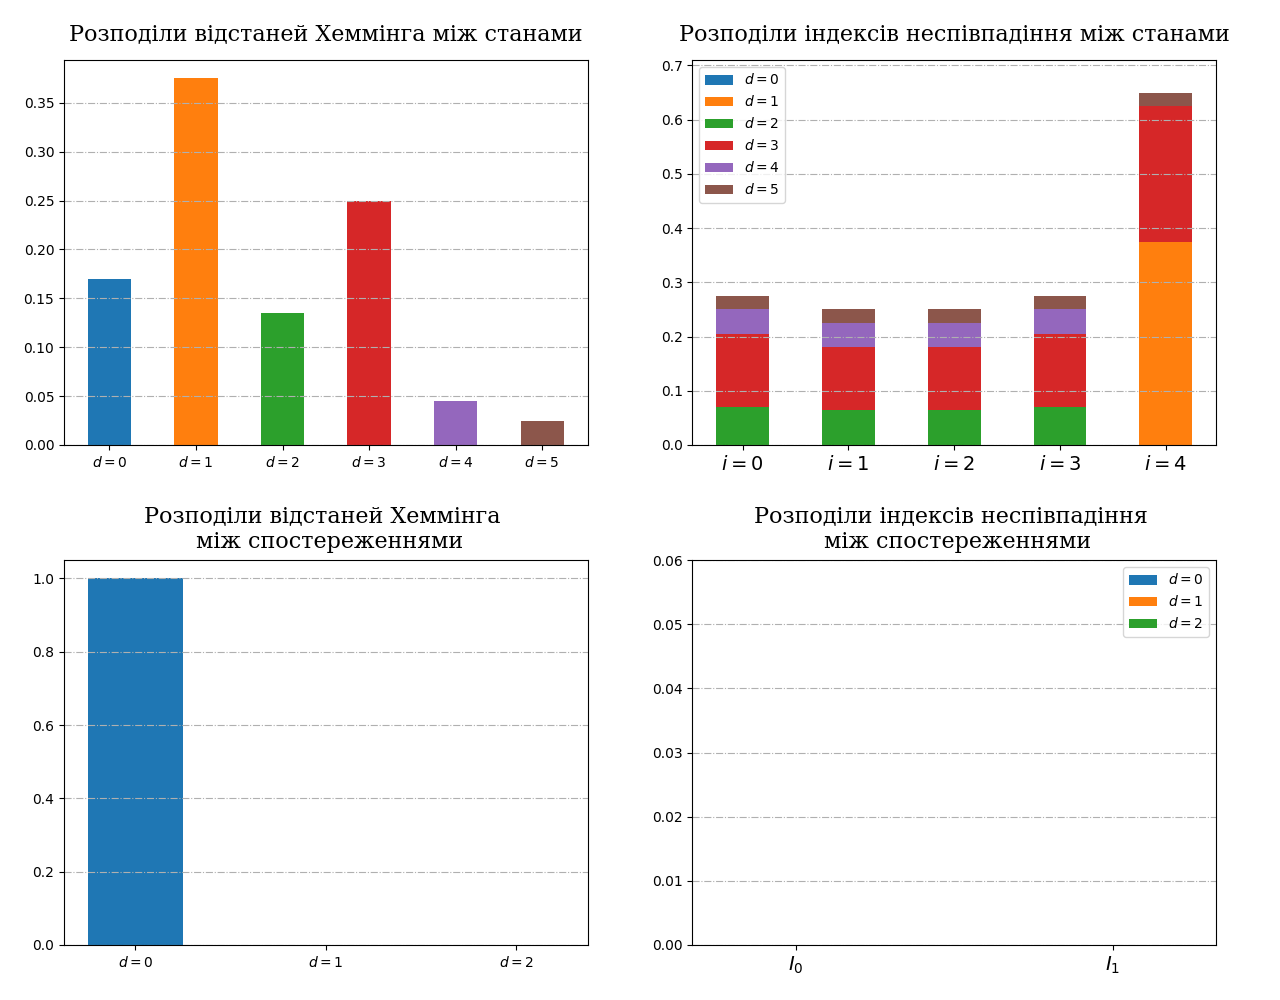 Розподіли відстаней Хеммінга між станами
0.35
0.30
0.25
0.20
0.15
0.10
0.05
0.00
d = 0
d = 1
d = 2
d = 3
d = 4
d = 5
Розподіли індексів неспівпадіння між станами
0.7
0.6
0.5
0.4
0.3
0.2
0.1
0.0
d = 0
d = 1
d = 2
d = 3
d = 4
d = 5
i = 0
i = 1
i = 2
i = 3
i = 4
Розподіли відстаней Хеммінга
між спостереженнями
1.0
0.8
0.6
0.4
0.2
0.0
d = 0
d = 1
d = 2
Розподіли індексів неспівпадіння
між спостереженнями
0.06
0.05
0.04
0.03
0.02
0.01
0.00
d = 0
d = 1
d = 2
I₀
I₁